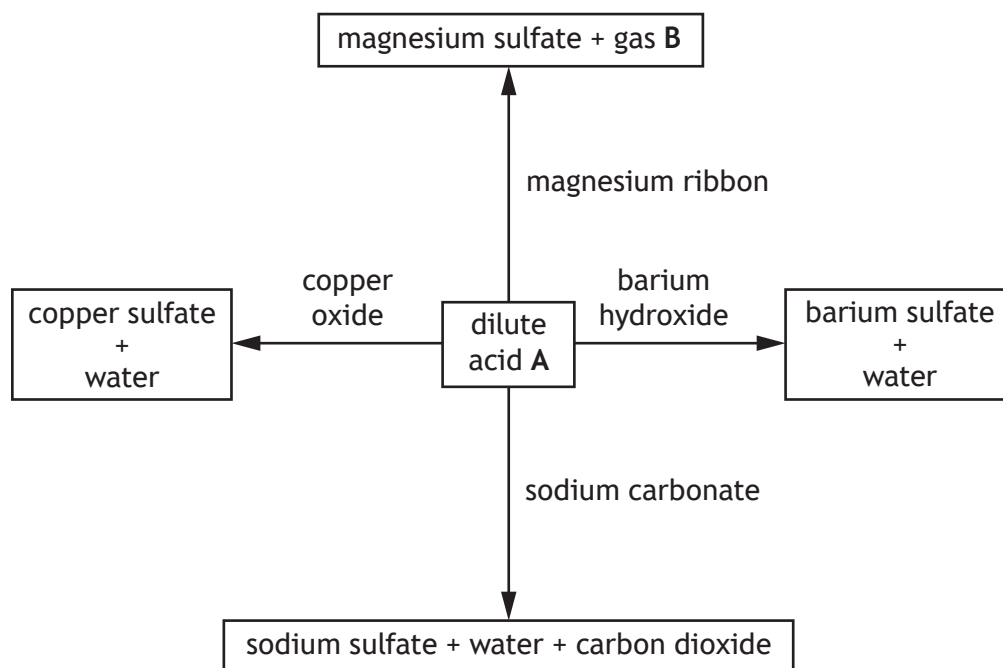 magnesium sulfate + gas B
magnesium ribbon
copper
oxide
barium
hydroxide
copper sulfate
+
water
dilute
acid A
barium sulfate
+
water
sodium carbonate
sodium sulfate + water + carbon dioxide